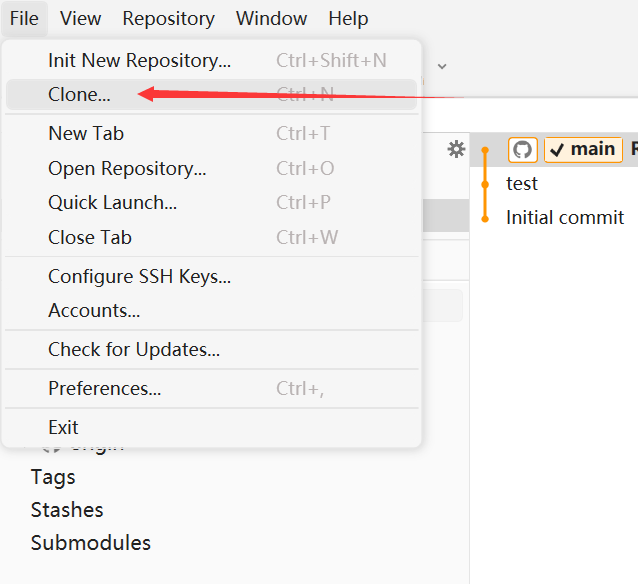 File View Repository Window Help
Init New Repository... Ctrl+Shift+N
Clone... Ctrl+N
New Tab Ctrl+T
Open Repository... Ctrl+O
Quick Launch... Ctrl+P
Close Tab Ctrl+W
Configure SSH Keys...
Accounts...
Check for Updates...
Preferences... Ctrl+,
Exit
Tags
Stashes
Submodules
main R
test
Initial commit